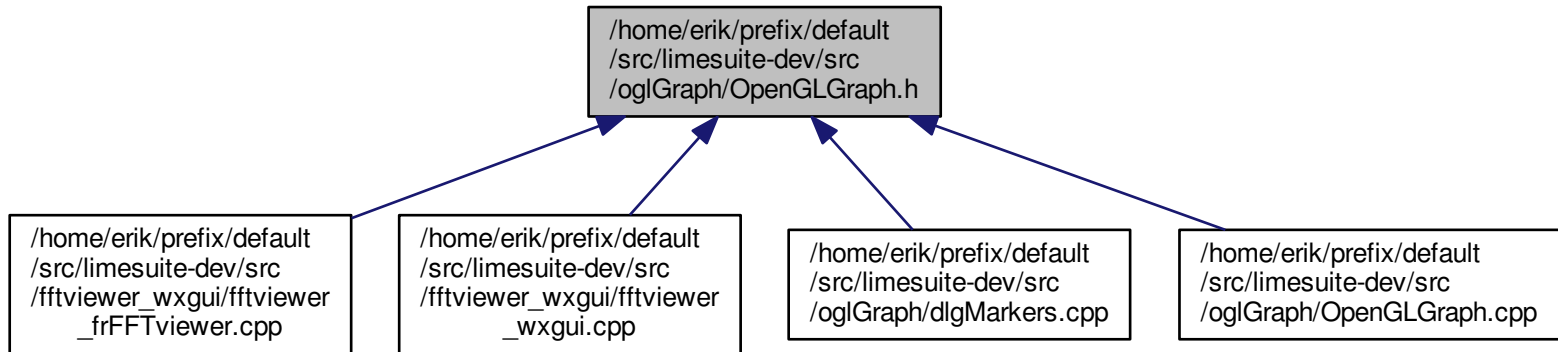 /home/erik/prefix/default
/src/limesuite-dev/src
/oglGraph/OpenGLGraph.h
/home/erik/prefix/default
/src/limesuite-dev/src
/fftviewer_wxgui/fftviewer
_frFFTviewer.cpp
/home/erik/prefix/default
/src/limesuite-dev/src
/fftviewer_wxgui/fftviewer
_wxgui.cpp
/home/erik/prefix/default
/src/limesuite-dev/src
/oglGraph/dlgMarkers.cpp
/home/erik/prefix/default
/src/limesuite-dev/src
/oglGraph/OpenGLGraph.cpp